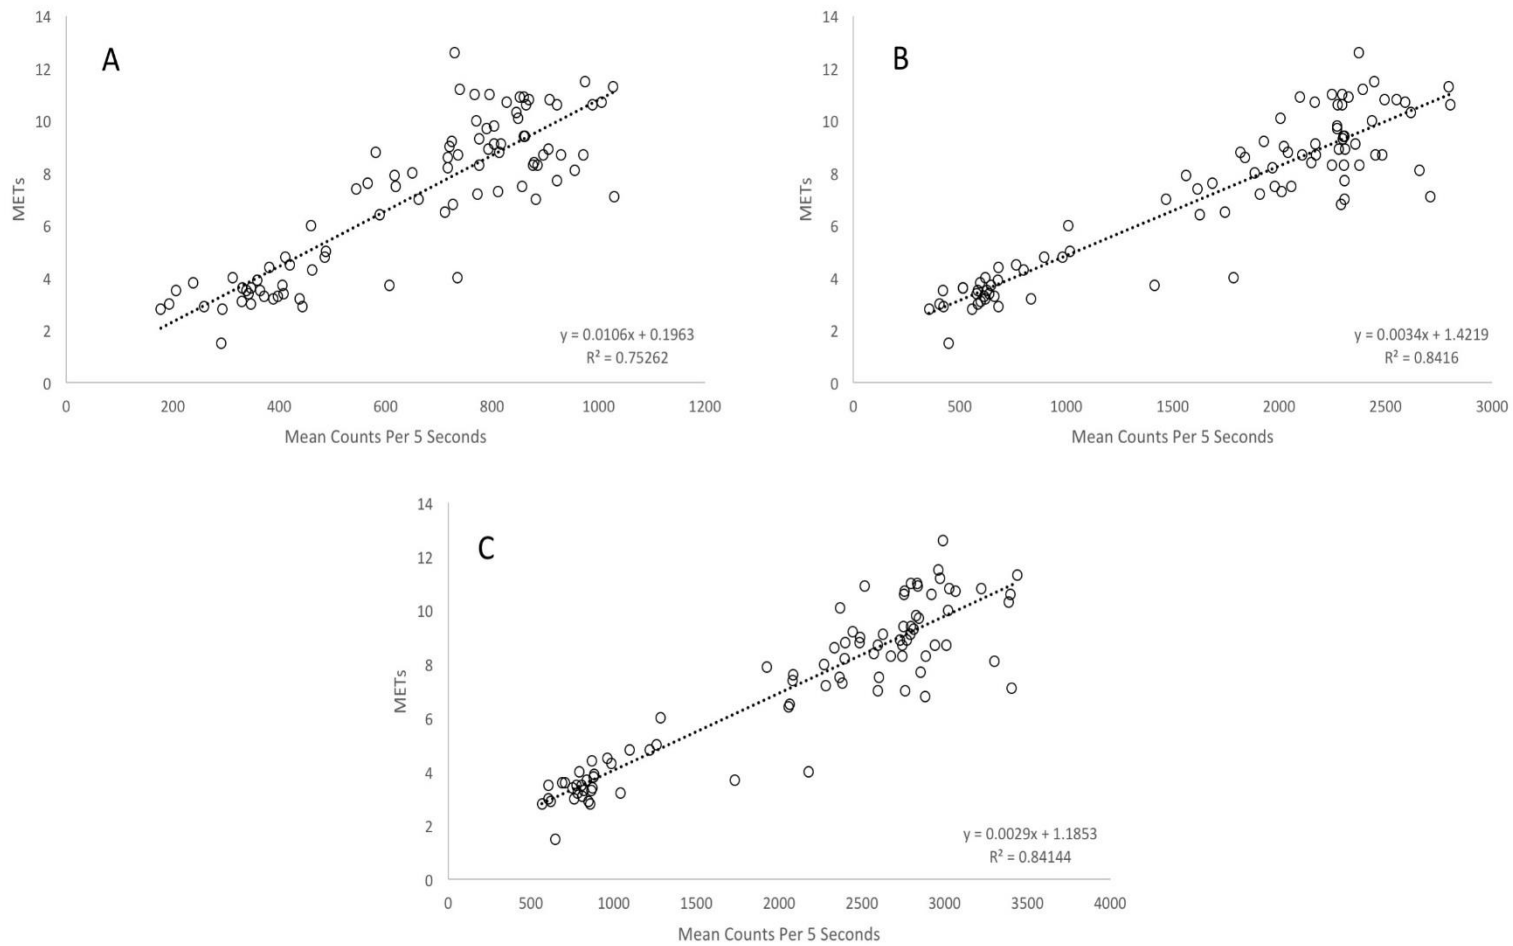 A
14
12
10
8
6
4
2
0
METs
y = 0.0106x + 0.1963
R² = 0.75262
0 200 400 600 800 1000 1200
Mean Counts Per 5 Seconds
B
14
12
10
8
6
4
2
0
METs
y = 0.0034x + 1.4219
R² = 0.8416
0 500 1000 1500 2000 2500 3000
Mean Counts Per 5 Seconds
C
14
12
10
8
6
4
2
0
METs
y = 0.0029x + 1.1853
R² = 0.84144
0 500 1000 1500 2000 2500 3000 3500 4000
Mean Counts Per 5 Seconds